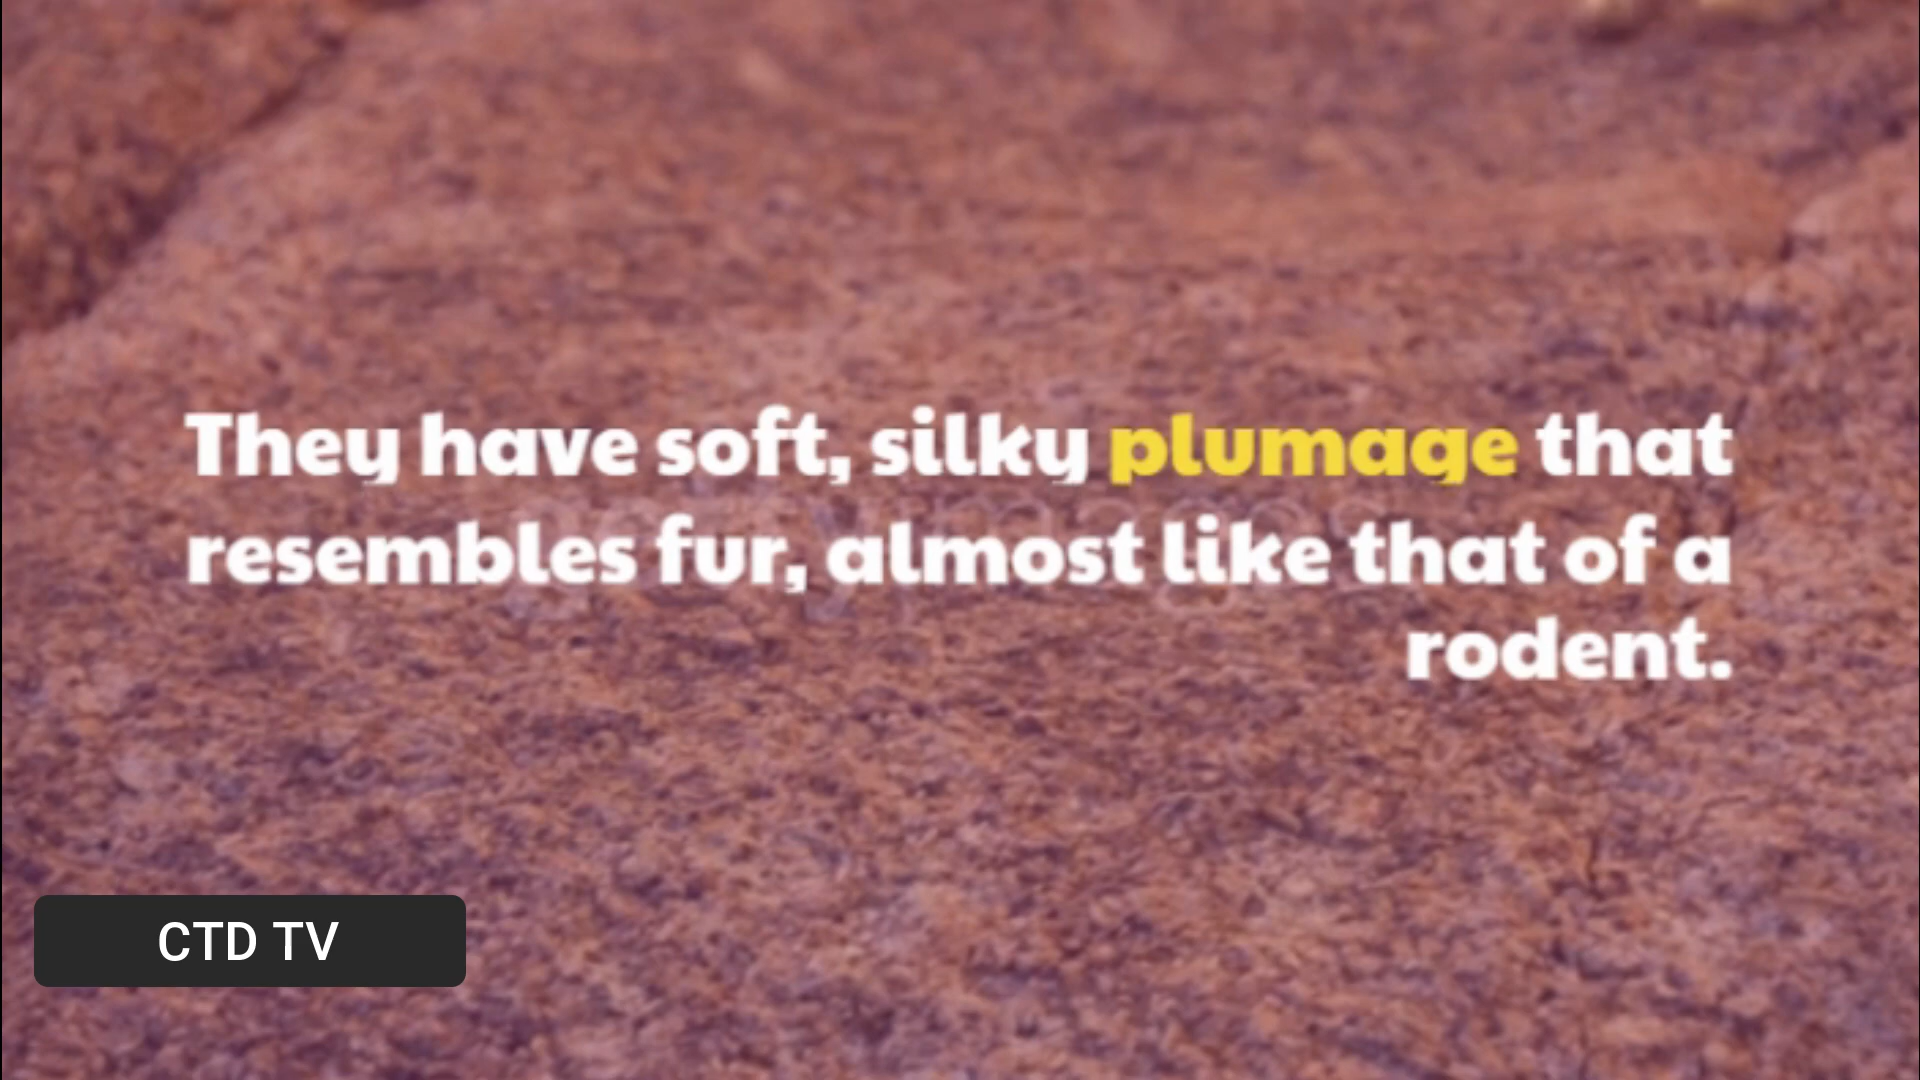 They have soft, silky plumage that
resembles fur, almost like that of a
rodent.
CTD TV